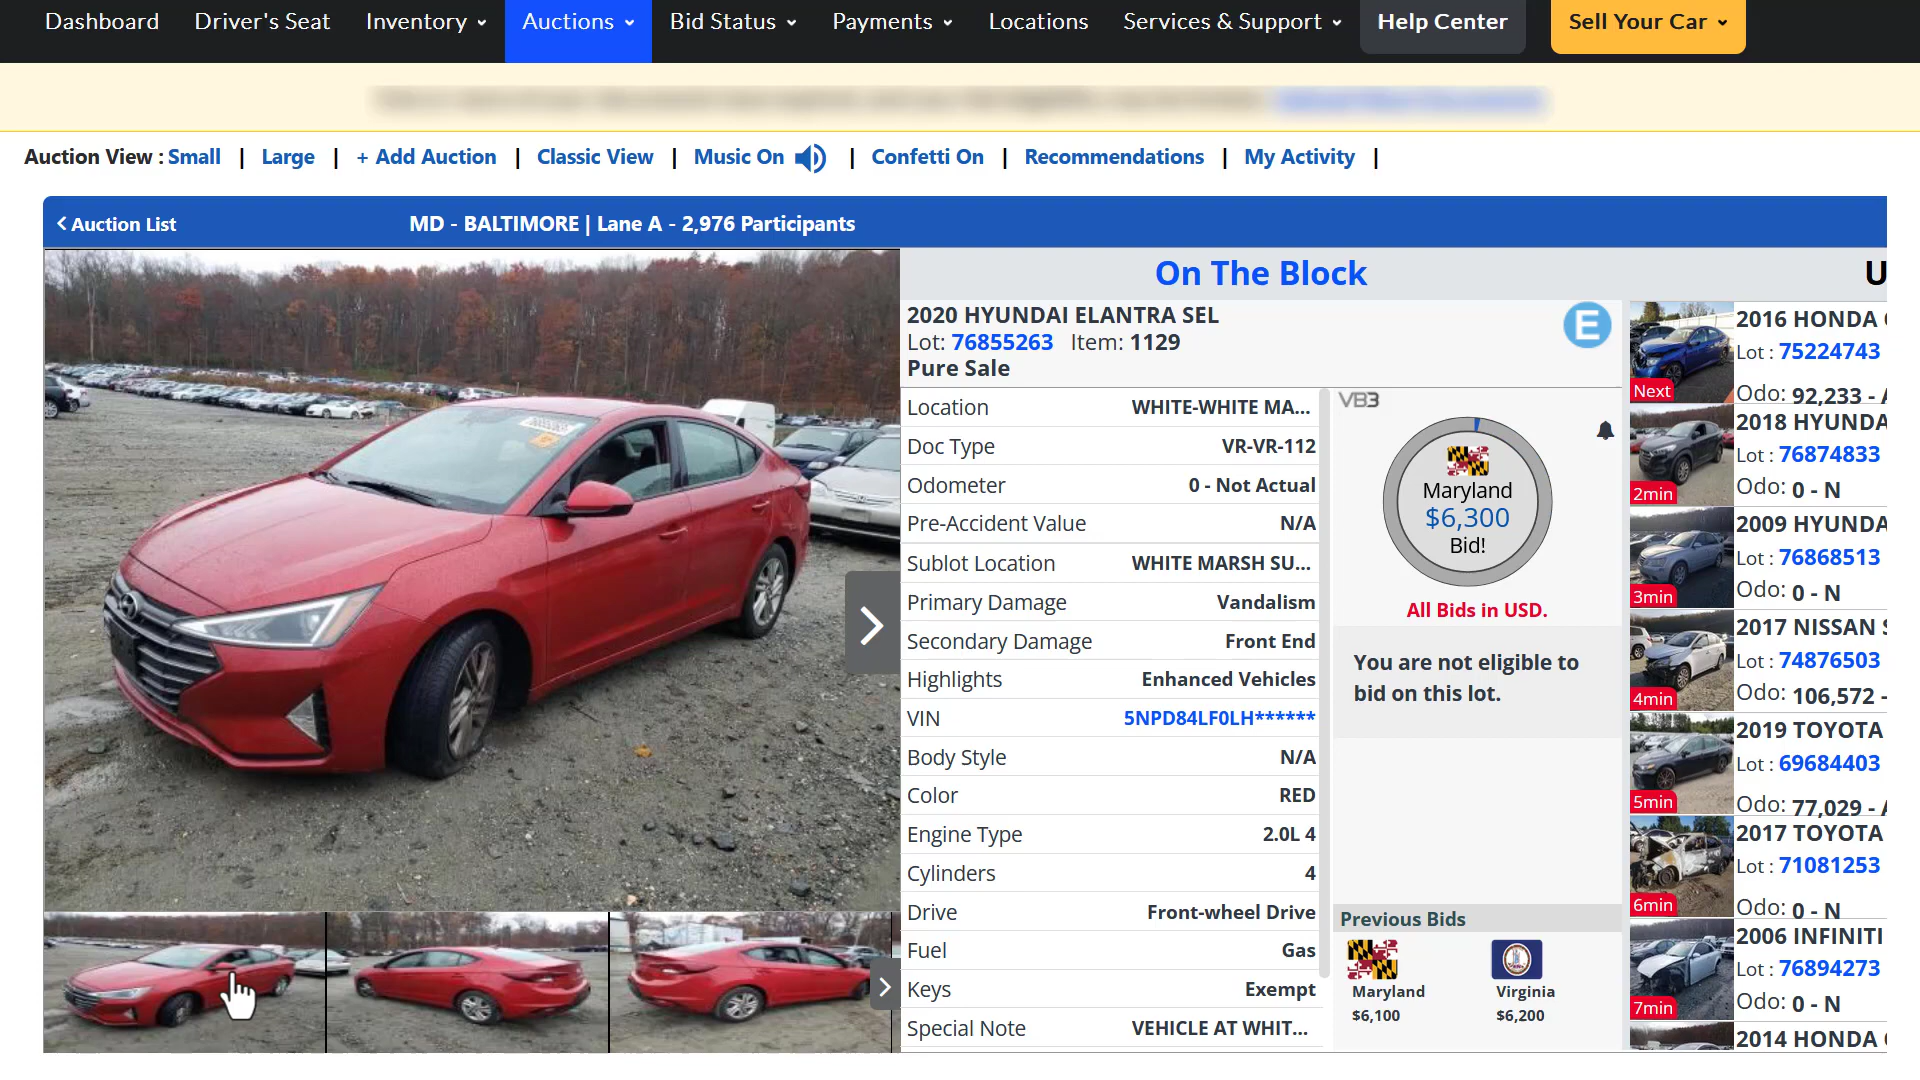 Dashboard Driver's Seat Inventory Auctions Bid Status Payments Locations Services & Support Help Center Sell Your Car
Auction View : Small | Large | + Add Auction | Classic View | Music On | Confetti On | Recommendations | My Activity |
Auction List MD - BALTIMORE | Lane A - 2,976 Participants
On The Block
2020 HYUNDAI ELANTRA SEL
Lot: 76855263 Item: 1129
Pure Sale
E
Location WHITE-WHITE MA...
Doc Type VR-VR-112
Odometer 0 - Not Actual
Pre-Accident Value N/A
Sublot Location WHITE MARSH SU...
Primary Damage Vandalism
Secondary Damage Front End
Highlights Enhanced Vehicles
VIN 5NPD84LF0LH******
Body Style N/A
Color RED
Engine Type 2.0L 4
Cylinders 4
Drive Front-wheel Drive
Fuel Gas
Keys Exempt
Special Note VEHICLE AT WHIT...
VB3
Maryland
$6,300
Bid!
All Bids in USD.
You are not eligible to
bid on this lot.
Previous Bids
Maryland
$6,100
Virginia
$6,200
U
2016 HONDA
Lot : 75224743
Odo: 92,233 - A
Next
2018 HYUNDA
Lot : 76874833
Odo: 0 - N
2min
2009 HYUNDA
Lot : 76868513
Odo: 0 - N
3min
2017 NISSAN S
Lot : 74876503
Odo: 106,572 -
4min
2019 TOYOTA
Lot : 69684403
Odo: 77,029 - A
5min
2017 TOYOTA
Lot : 71081253
Odo: 0 - N
6min
2006 INFINITI
Lot : 76894273
Odo: 0 - N
7min
2014 HONDA